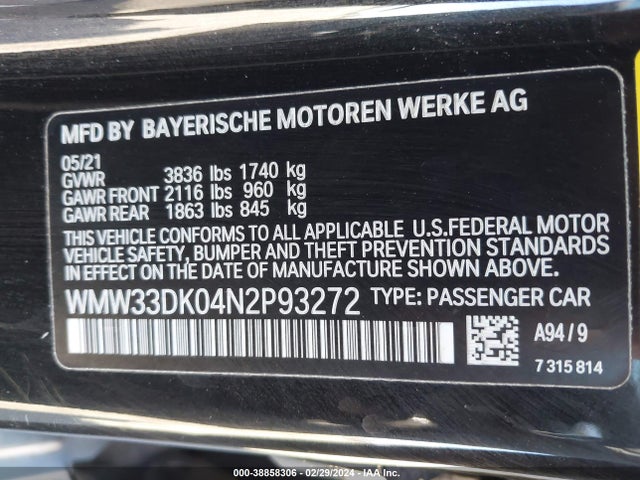 MFD BY BAYERISCHE MOTOREN WERKE AG
05/21
GVWR 3836 lbs 1740 kg
GAWR FRONT 2116 lbs 960 kg
GAWR REAR 1863 lbs 845 kg
THIS VEHICLE CONFORMS TO ALL APPLICABLE U.S.FEDERAL MOTOR
VEHICLE SAFETY, BUMPER AND THEFT PREVENTION STANDARDS
IN EFFECT ON THE DATE OF MANUFACTURE SHOWN ABOVE.
WMW33DK04N2P93272 TYPE: PASSENGER CAR
A94/9
7 315 814
000-38858306 - 02/29/2024 - IAA Inc.